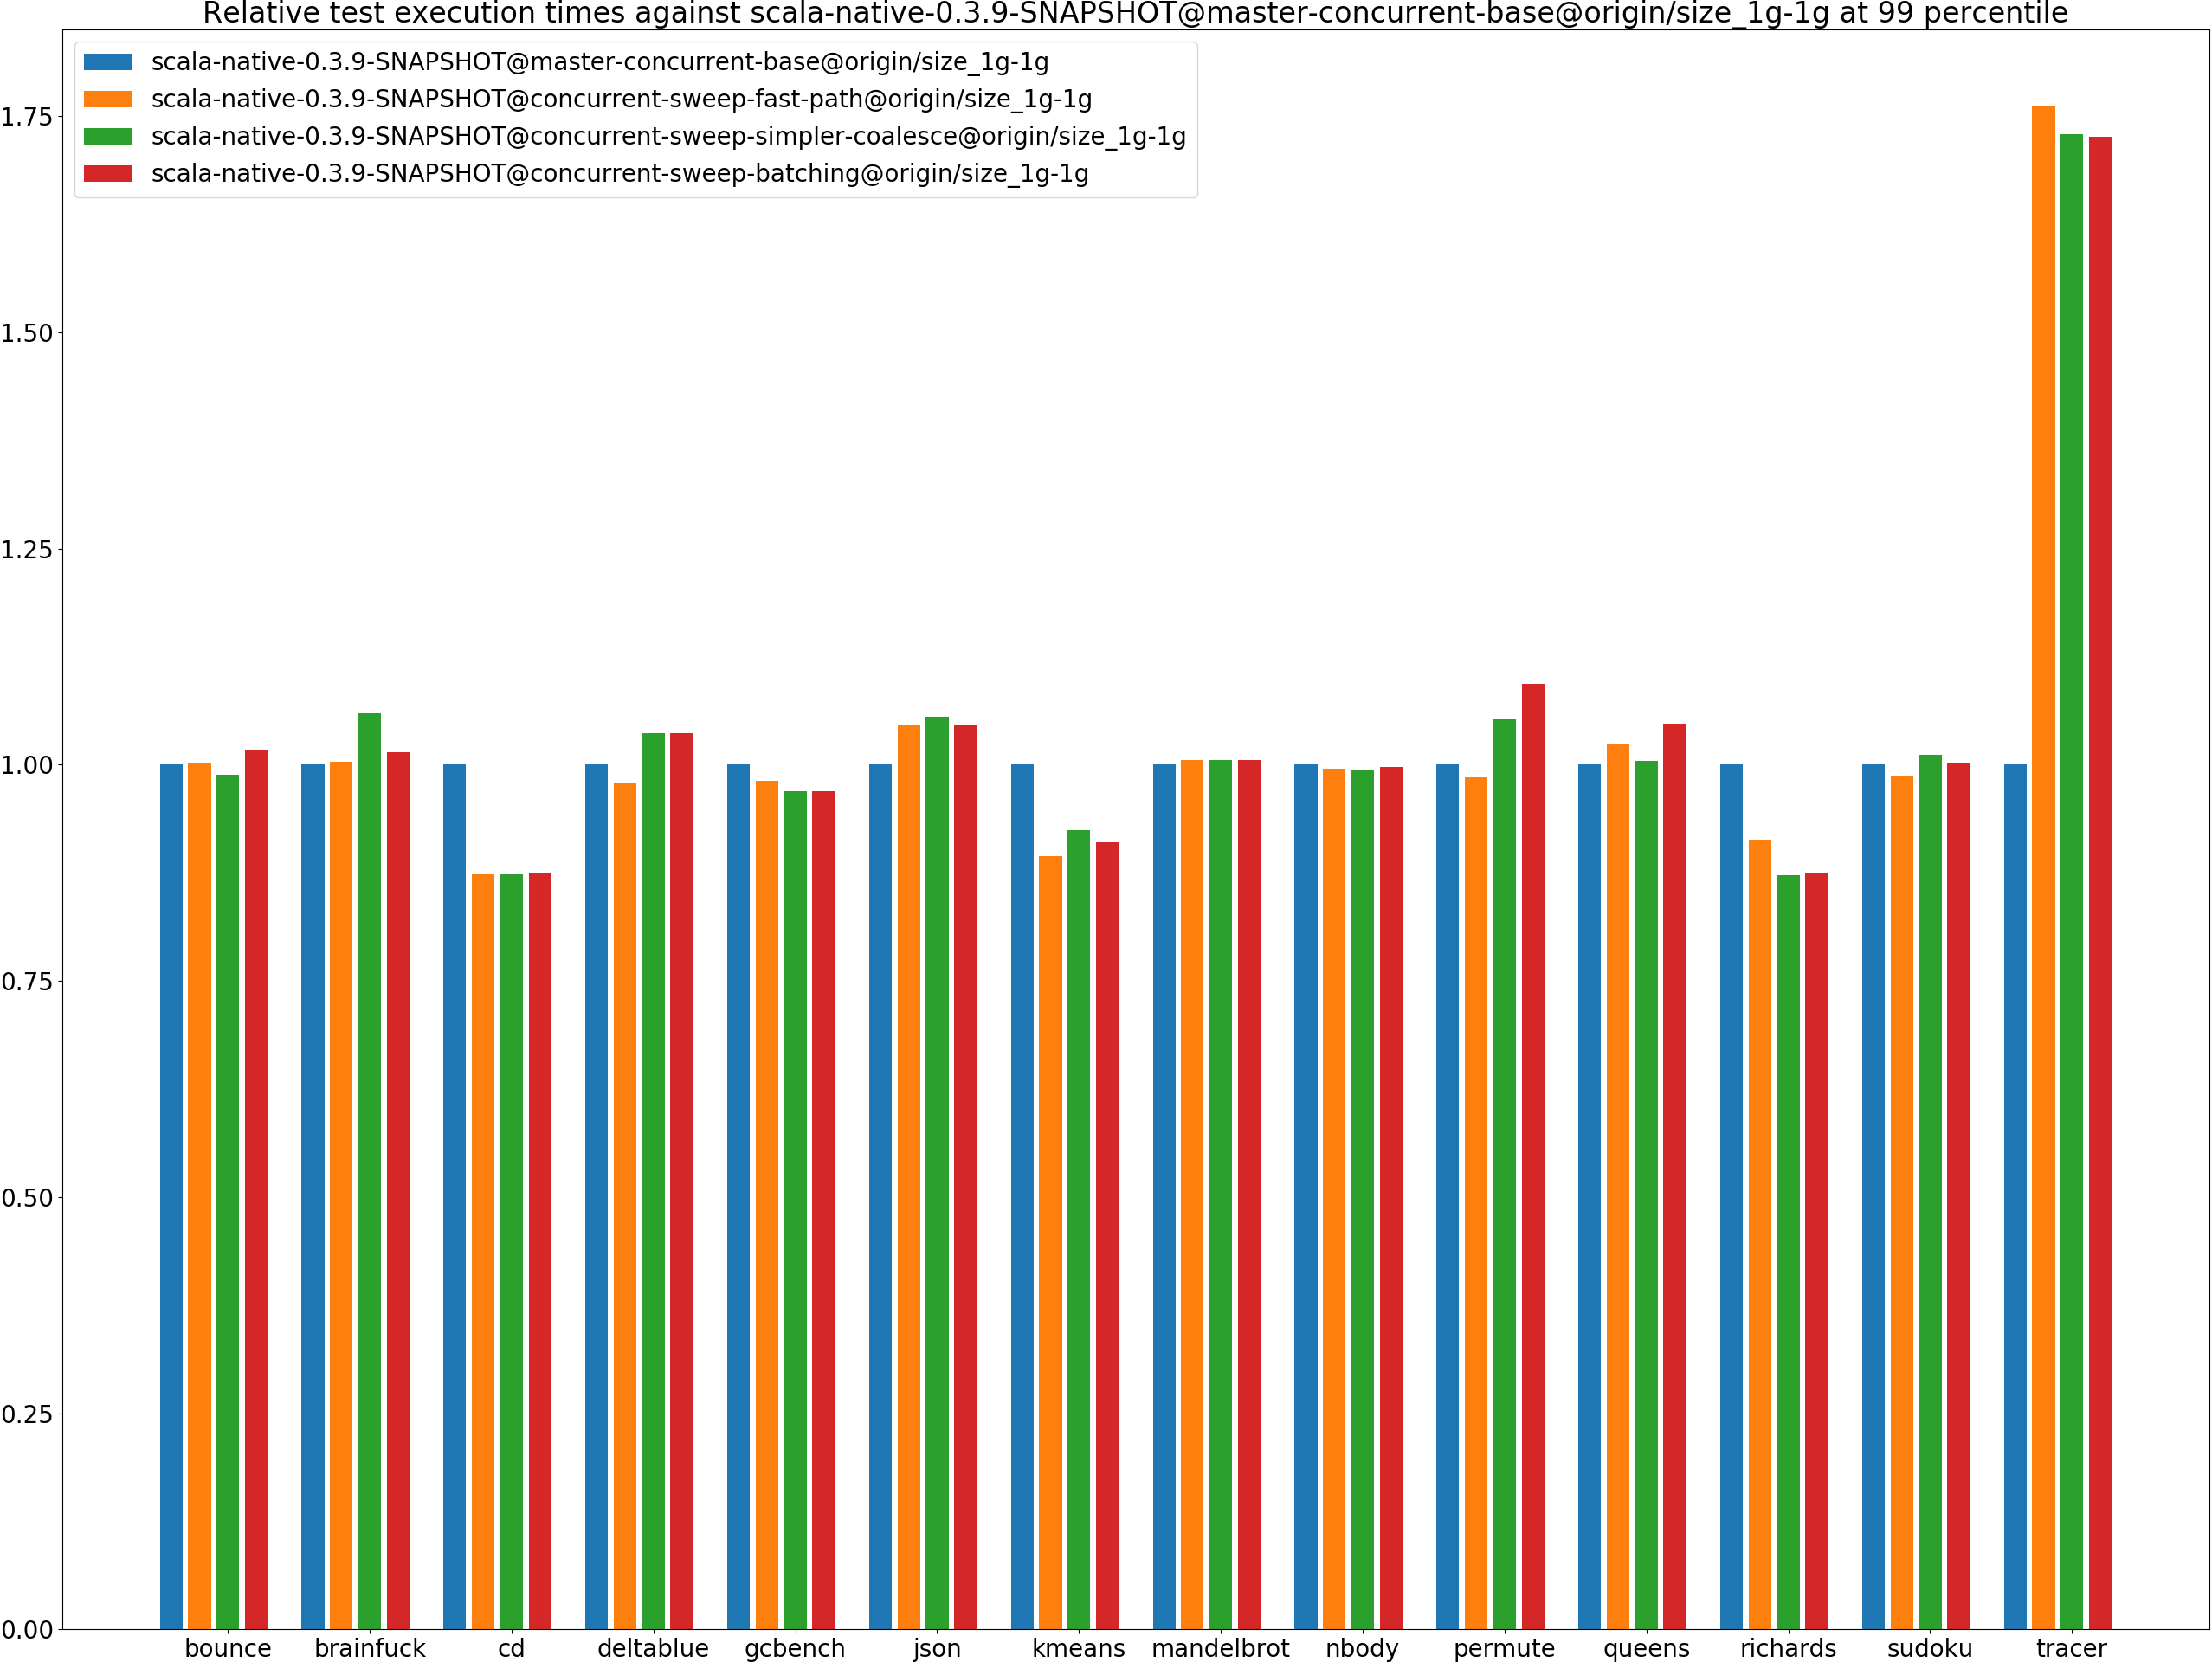 Relative test execution times against scala-native-0.3.9-SNAPSHOT@master-concurrent-base@origin/size_1g-1g at 99 percentile
scala-native-0.3.9-SNAPSHOT@master-concurrent-base@origin/size_1g-1g
scala-native-0.3.9-SNAPSHOT@concurrent-sweep-fast-path@origin/size_1g-1g
scala-native-0.3.9-SNAPSHOT@concurrent-sweep-simpler-coalesce@origin/size_1g-1g
scala-native-0.3.9-SNAPSHOT@concurrent-sweep-batching@origin/size_1g-1g
1.75
1.50
1.25
1.00
0.75
0.50
0.25
0.00
bounce brainfuck cd deltablue gcbench json kmeans mandelbrot nbody permute queens richards sudoku tracer